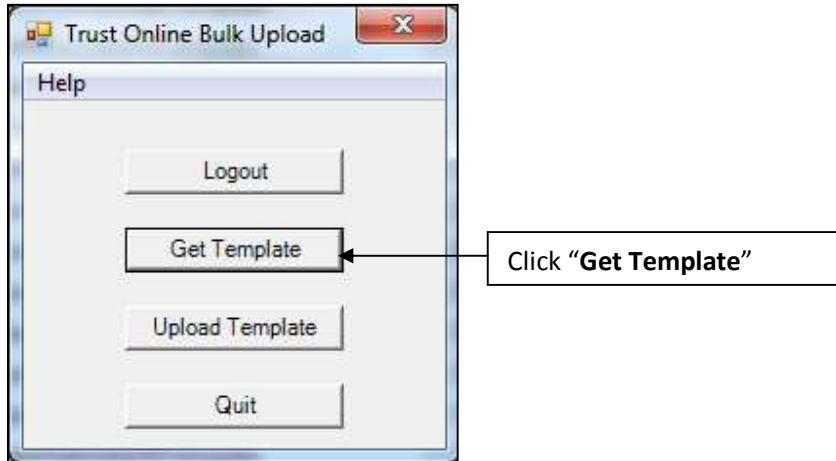 Trust Online Bulk Upload
Help
Logout
Get Template
Click “Get Template”
Upload Template
Quit